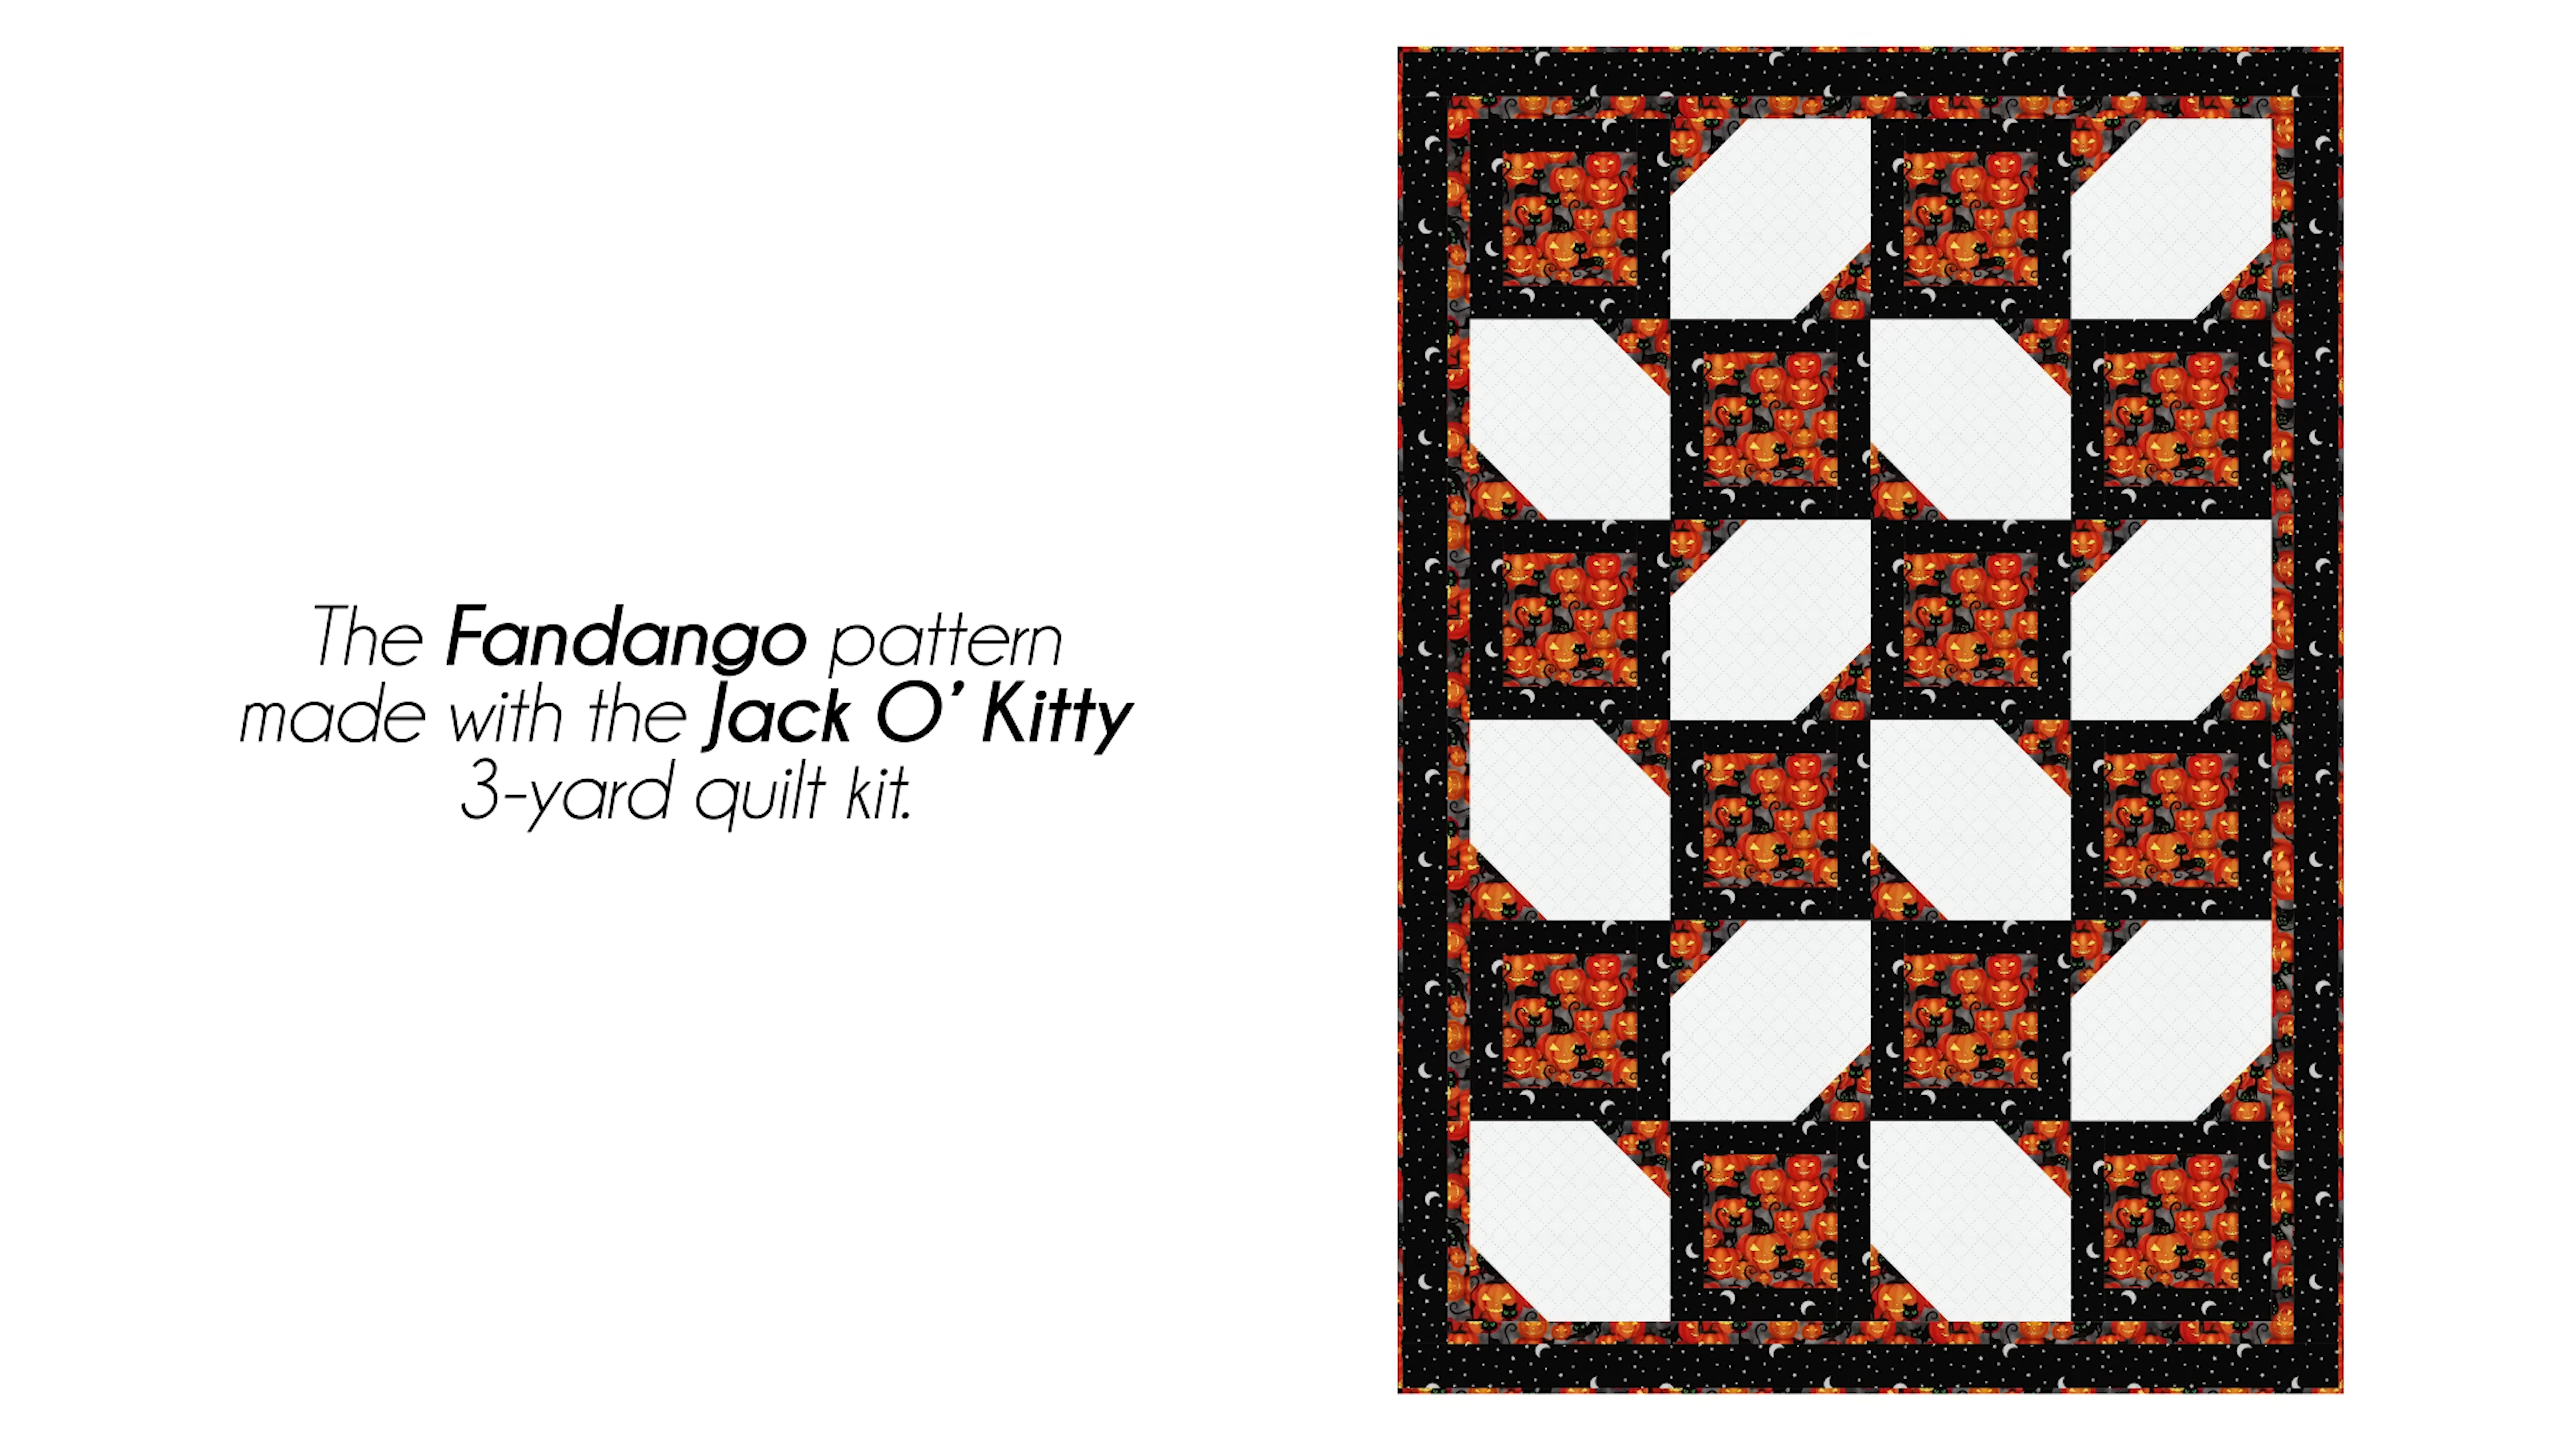 The Fandango pattern
made with the Jack O’ Kitty
3-yard quilt kit.